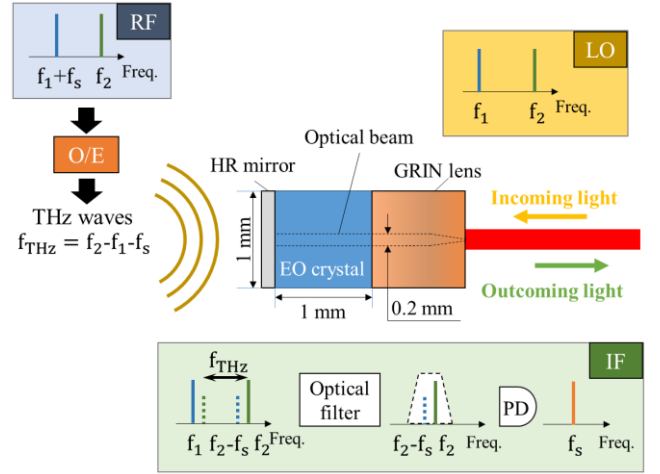 RF
f₁+fₛ f₂ Freq.
O/E
THz waves
f_THz = f₂-f₁-fₛ
LO
f₁ f₂ Freq.
Optical beam
HR mirror
GRIN lens
Incoming light
1 mm
EO crystal
Outcoming light
1 mm
0.2 mm
IF
f_THz
f₁ f₂-fₛ f₂ Freq.
Optical
filter
f₂-fₛ f₂ Freq.
PD
fₛ Freq.